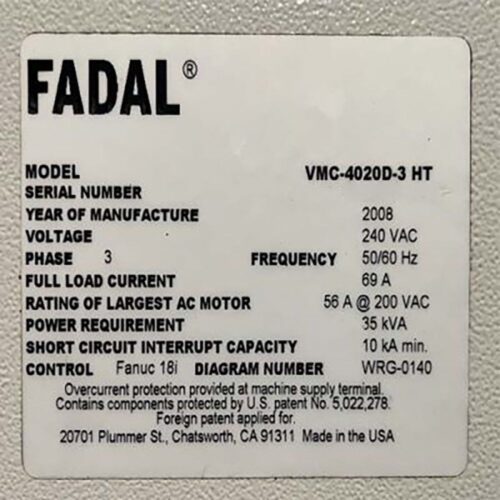 FADAL®
MODEL VMC-4020D-3 HT
SERIAL NUMBER
YEAR OF MANUFACTURE 2008
VOLTAGE 240 VAC
PHASE 3 FREQUENCY 50/60 Hz
FULL LOAD CURRENT 69 A
RATING OF LARGEST AC MOTOR 56 A @ 200 VAC
POWER REQUIREMENT 35 kVA
SHORT CIRCUIT INTERRUPT CAPACITY 10 kA min.
CONTROL Fanuc 18i DIAGRAM NUMBER WRG-0140
Overcurrent protection provided at machine supply terminal.
Contains components protected by U.S. patent No. 5,022,278.
Foreign patent applied for.
20701 Plummer St., Chatsworth, CA 91311 Made in the USA